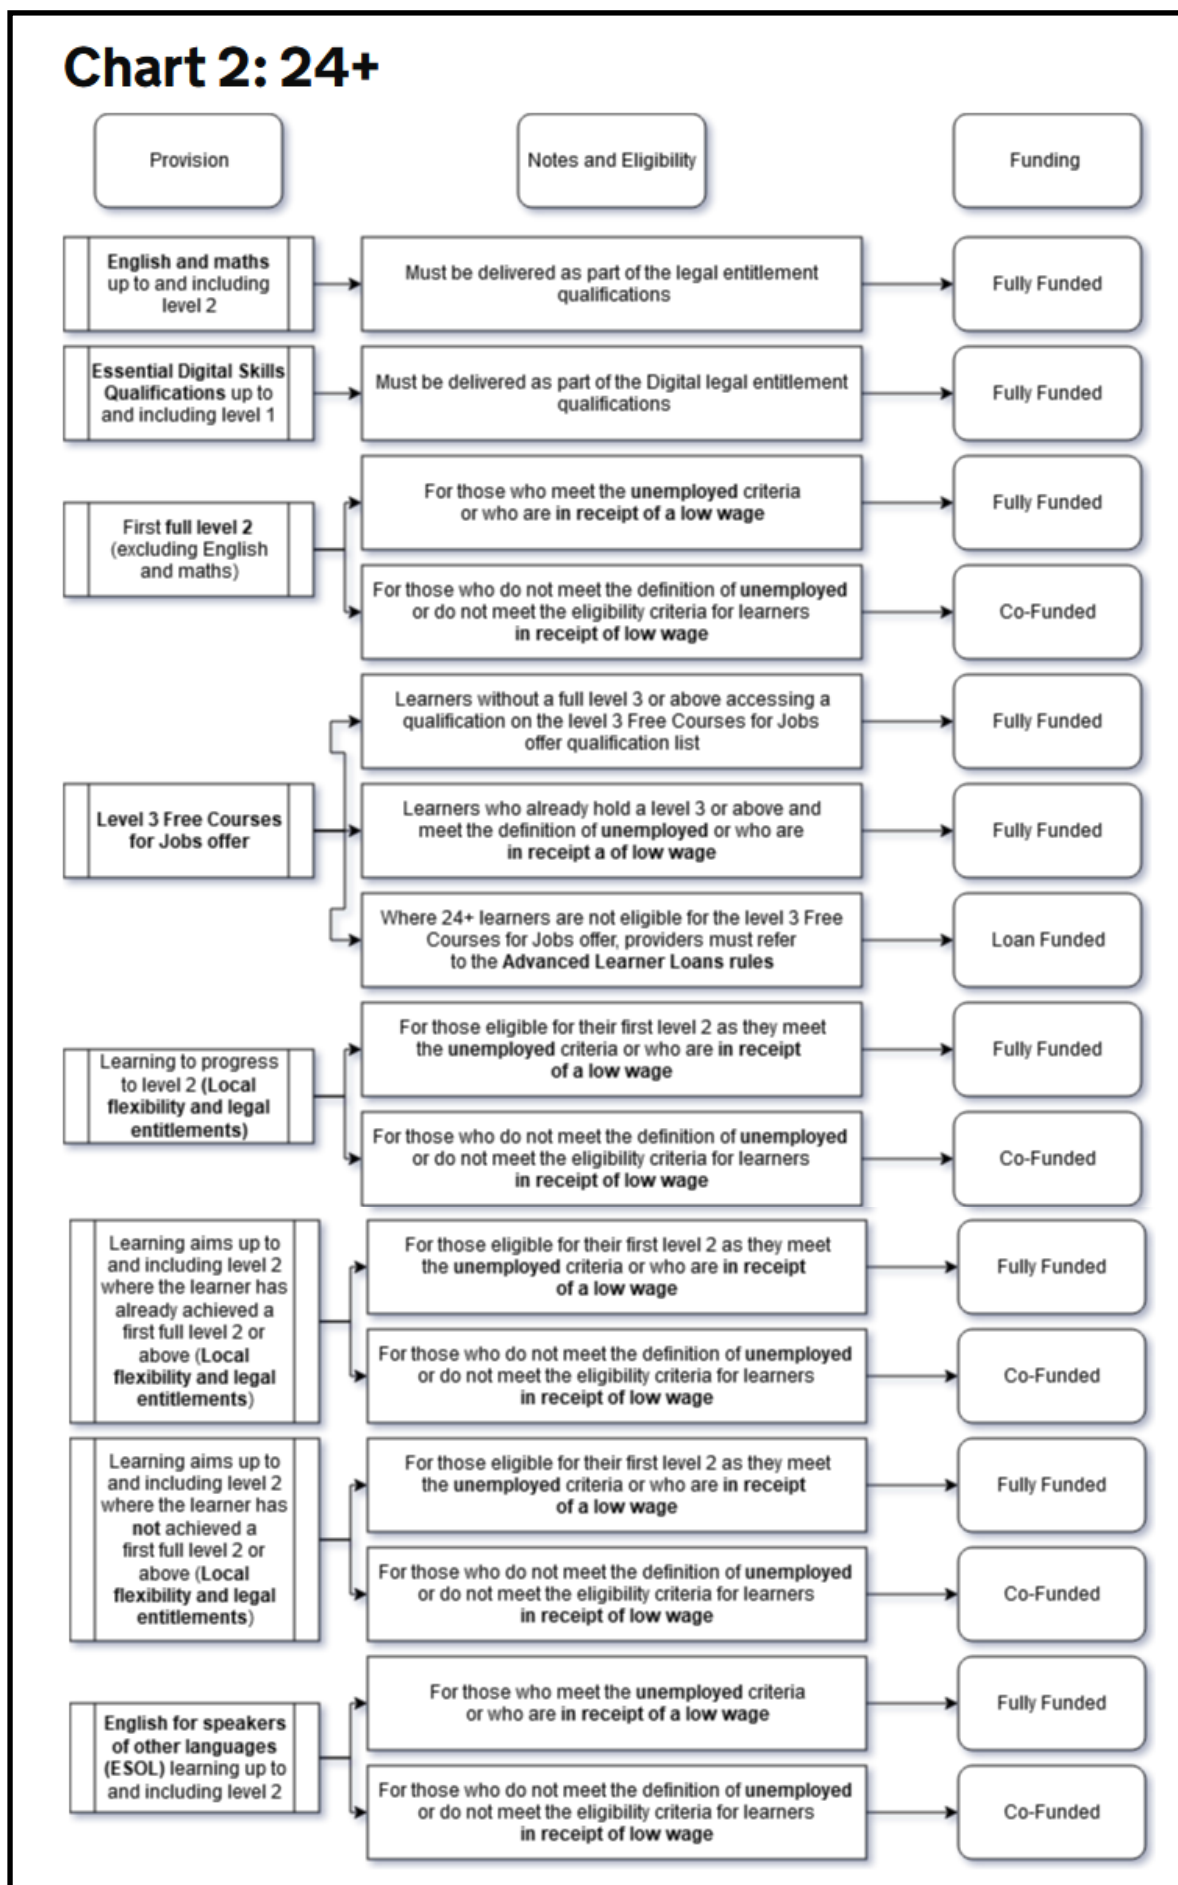 Chart 2: 24+
Provision
Notes and Eligibility
Funding
English and maths
up to and including
level 2
Must be delivered as part of the legal entitlement
qualifications
Fully Funded
Essential Digital Skills
Qualifications up to
and including level 1
Must be delivered as part of the Digital legal entitlement
qualifications
Fully Funded
First full level 2
(excluding English
and maths)
For those who meet the unemployed criteria
or who are in receipt of a low wage
Fully Funded
For those who do not meet the definition of unemployed
or do not meet the eligibility criteria for learners
in receipt of low wage
Co-Funded
Level 3 Free Courses
for Jobs offer
Learners without a full level 3 or above accessing a
qualification on the level 3 Free Courses for Jobs
offer qualification list
Fully Funded
Learners who already hold a level 3 or above and
meet the definition of unemployed or who are
in receipt a of low wage
Fully Funded
Where 24+ learners are not eligible for the level 3 Free
Courses for Jobs offer, providers must refer
to the Advanced Learner Loans rules
Loan Funded
Learning to progress
to level 2 (Local
flexibility and legal
entitlements)
For those eligible for their first level 2 as they meet
the unemployed criteria or who are in receipt
of a low wage
Fully Funded
For those who do not meet the definition of unemployed
or do not meet the eligibility criteria for learners
in receipt of low wage
Co-Funded
Learning aims up to
and including level 2
where the learner has
already achieved a
first full level 2 or
above (Local
flexibility and legal
entitlements)
For those eligible for their first level 2 as they meet
the unemployed criteria or who are in receipt
of a low wage
Fully Funded
For those who do not meet the definition of unemployed
or do not meet the eligibility criteria for learners
in receipt of low wage
Co-Funded
Learning aims up to
and including level 2
where the learner has
not achieved a
first full level 2 or
above (Local
flexibility and legal
entitlements)
For those eligible for their first level 2 as they meet
the unemployed criteria or who are in receipt
of a low wage
Fully Funded
For those who do not meet the definition of unemployed
or do not meet the eligibility criteria for learners
in receipt of low wage
Co-Funded
English for speakers
of other languages
(ESOL) learning up to
and including level 2
For those who meet the unemployed criteria
or who are in receipt of a low wage
Fully Funded
For those who do not meet the definition of unemployed
or do not meet the eligibility criteria for learners
in receipt of low wage
Co-Funded